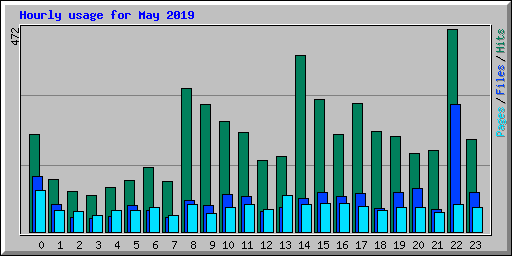 Hourly usage for May 2019
472
Pages / Files / Hits
0 1 2 3 4 5 6 7 8 9 10 11 12 13 14 15 16 17 18 19 20 21 22 23